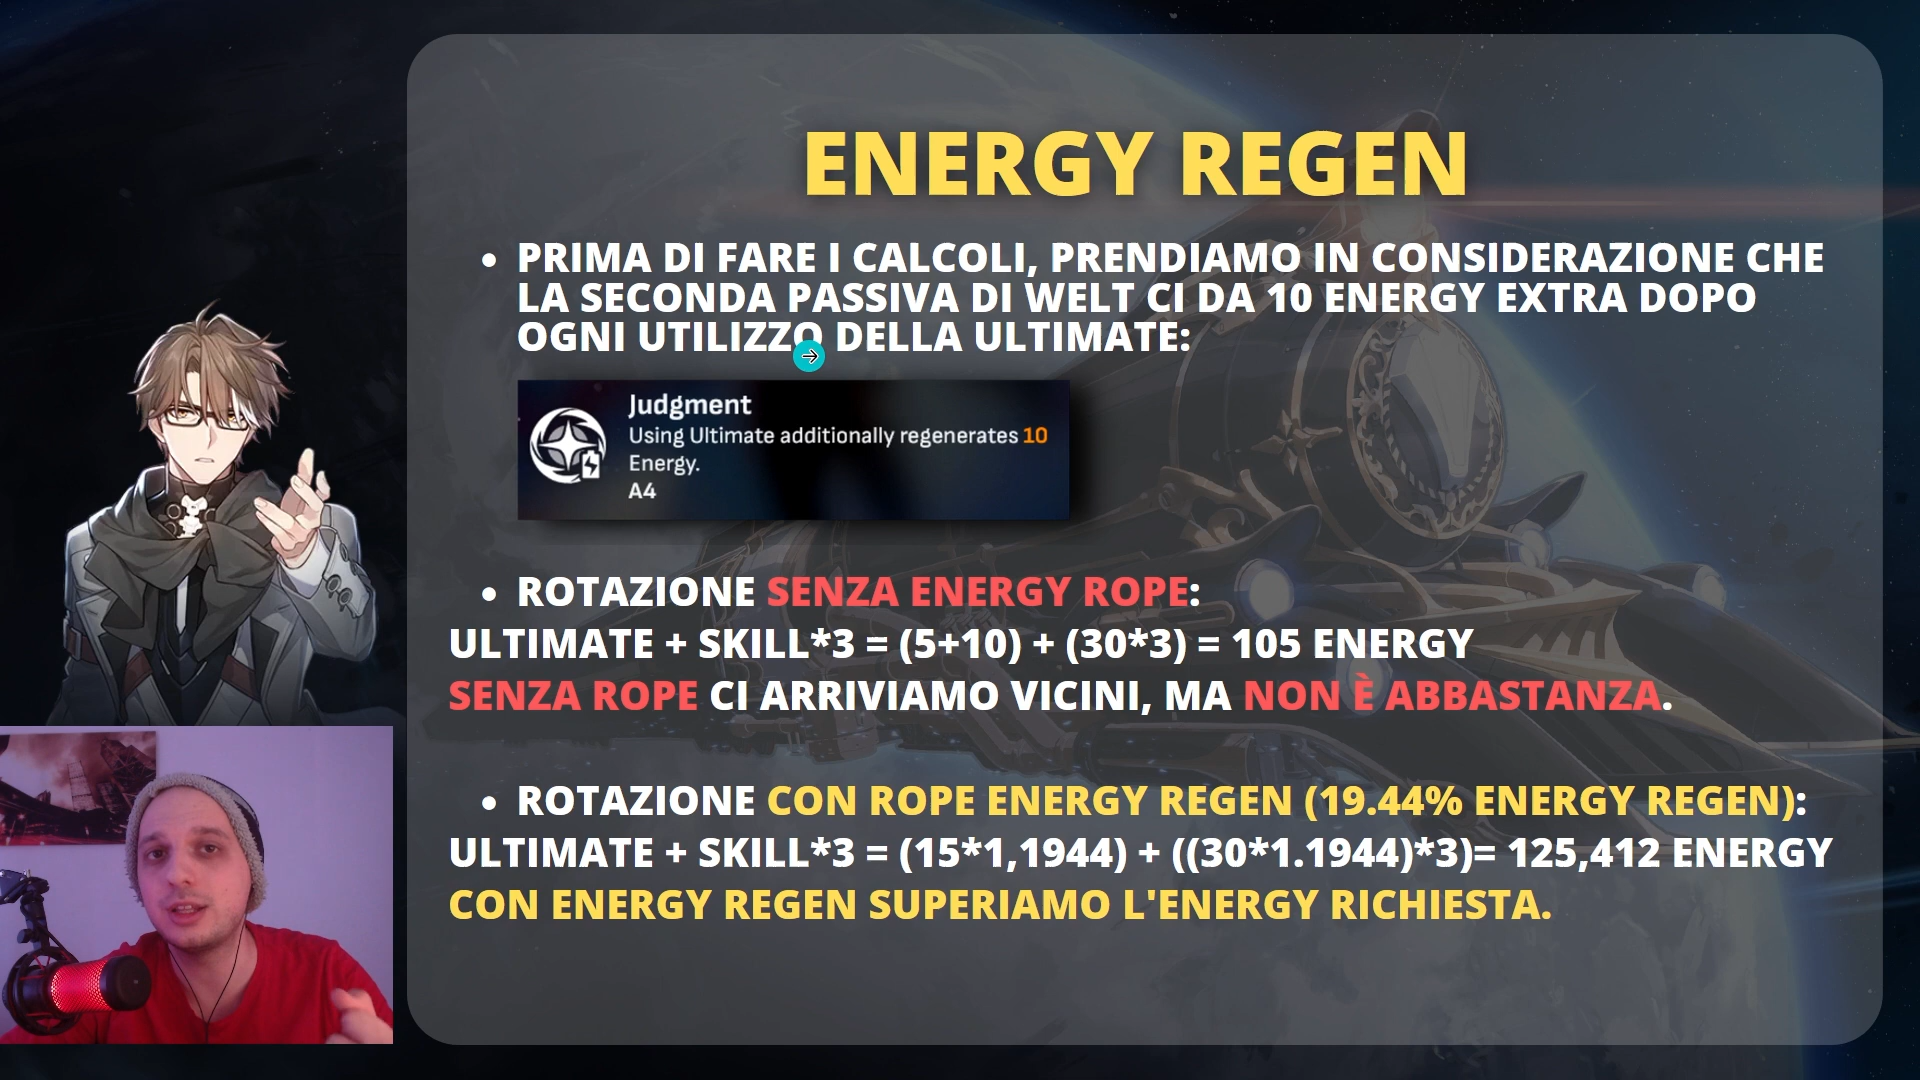 ENERGY REGEN
• PRIMA DI FARE I CALCOLI, PRENDIAMO IN CONSIDERAZIONE CHE
LA SECONDA PASSIVA DI WELT CI DA 10 ENERGY EXTRA DOPO
OGNI UTILIZZO DELLA ULTIMATE:
Judgment
Using Ultimate additionally regenerates 10
Energy.
A4
• ROTAZIONE SENZA ENERGY ROPE:
ULTIMATE + SKILL*3 = (5+10) + (30*3) = 105 ENERGY
SENZA ROPE CI ARRIVIAMO VICINI, MA NON È ABBASTANZA.
• ROTAZIONE CON ROPE ENERGY REGEN (19.44% ENERGY REGEN):
ULTIMATE + SKILL*3 = (15*1,1944) + ((30*1.1944)*3)= 125,412 ENERGY
CON ENERGY REGEN SUPERIAMO L'ENERGY RICHIESTA.